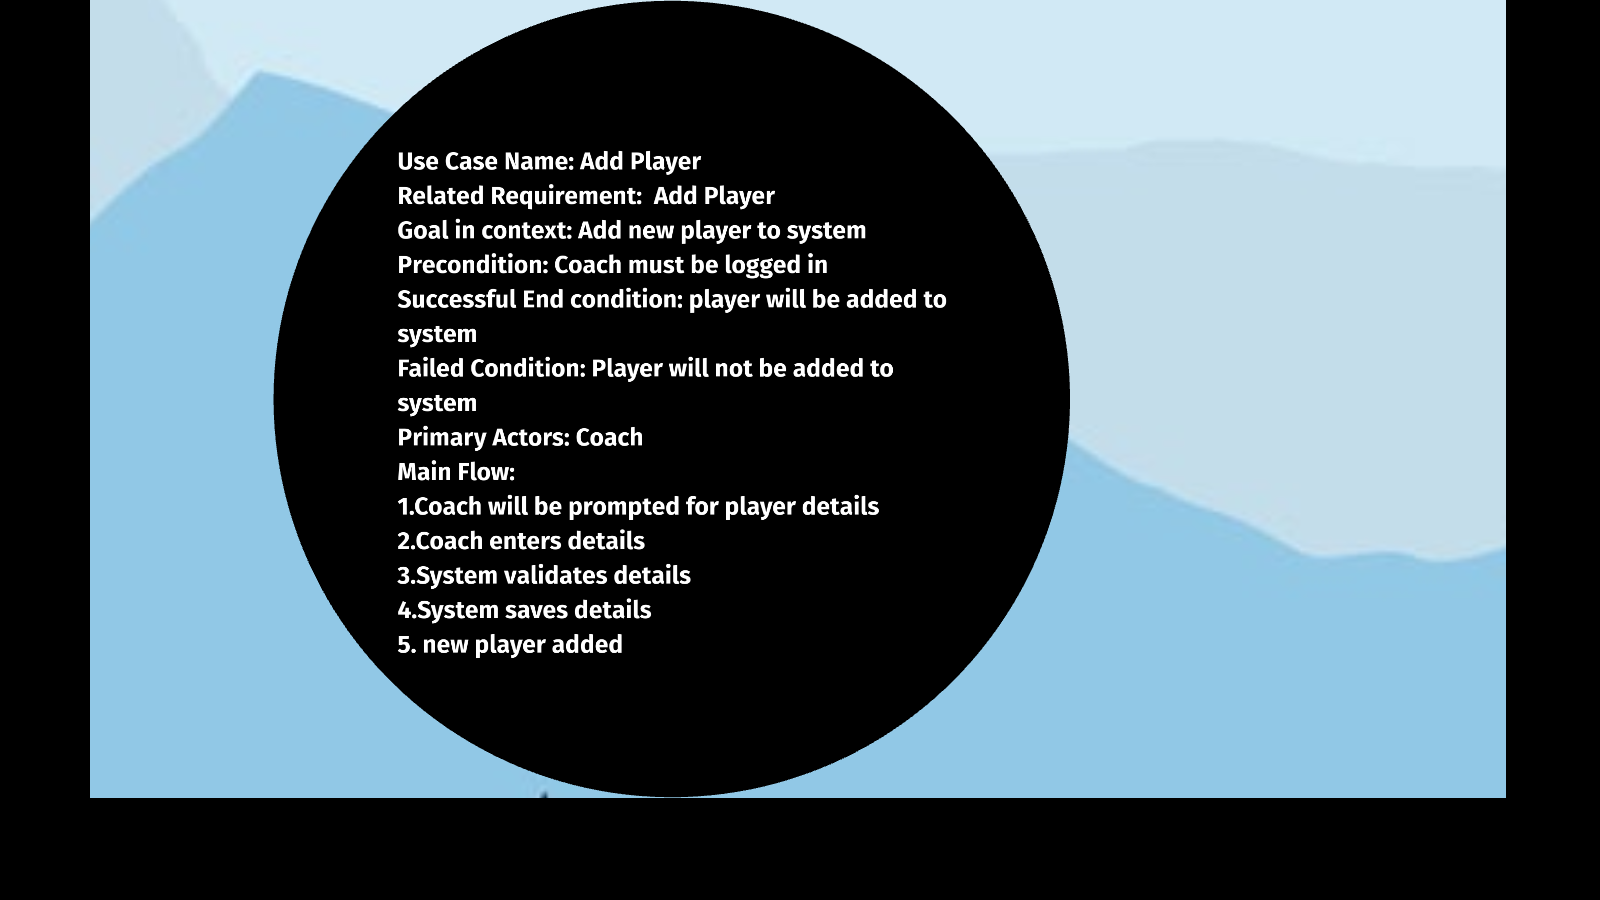 Use Case Name: Add Player
Related Requirement:  Add Player
Goal in context: Add new player to system
Precondition: Coach must be logged in
Successful End condition: player will be added to
system
Failed Condition: Player will not be added to
system
Primary Actors: Coach
Main Flow:
1.Coach will be prompted for player details
2.Coach enters details
3.System validates details
4.System saves details
5. new player added